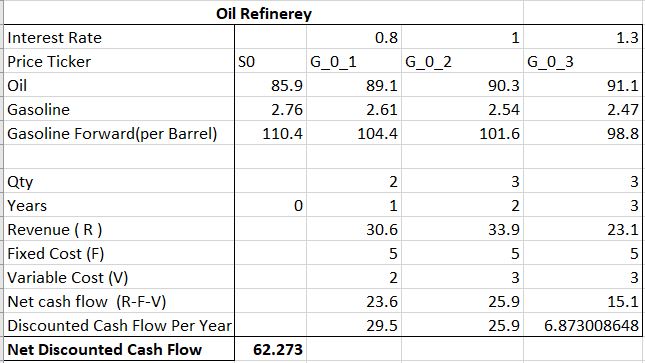 Oil Refinerey
Interest Rate 0.8 1 1.3
Price Ticker S0 G_0_1 G_0_2 G_0_3
Oil 85.9 89.1 90.3 91.1
Gasoline 2.76 2.61 2.54 2.47
Gasoline Forward(per Barrel) 110.4 104.4 101.6 98.8
Qty 2 3 3
Years 0 1 2 3
Revenue ( R ) 30.6 33.9 23.1
Fixed Cost (F) 5 5 5
Variable Cost (V) 2 3 3
Net cash flow (R-F-V) 23.6 25.9 15.1
Discounted Cash Flow Per Year 29.5 25.9 6.873008648
Net Discounted Cash Flow 62.273